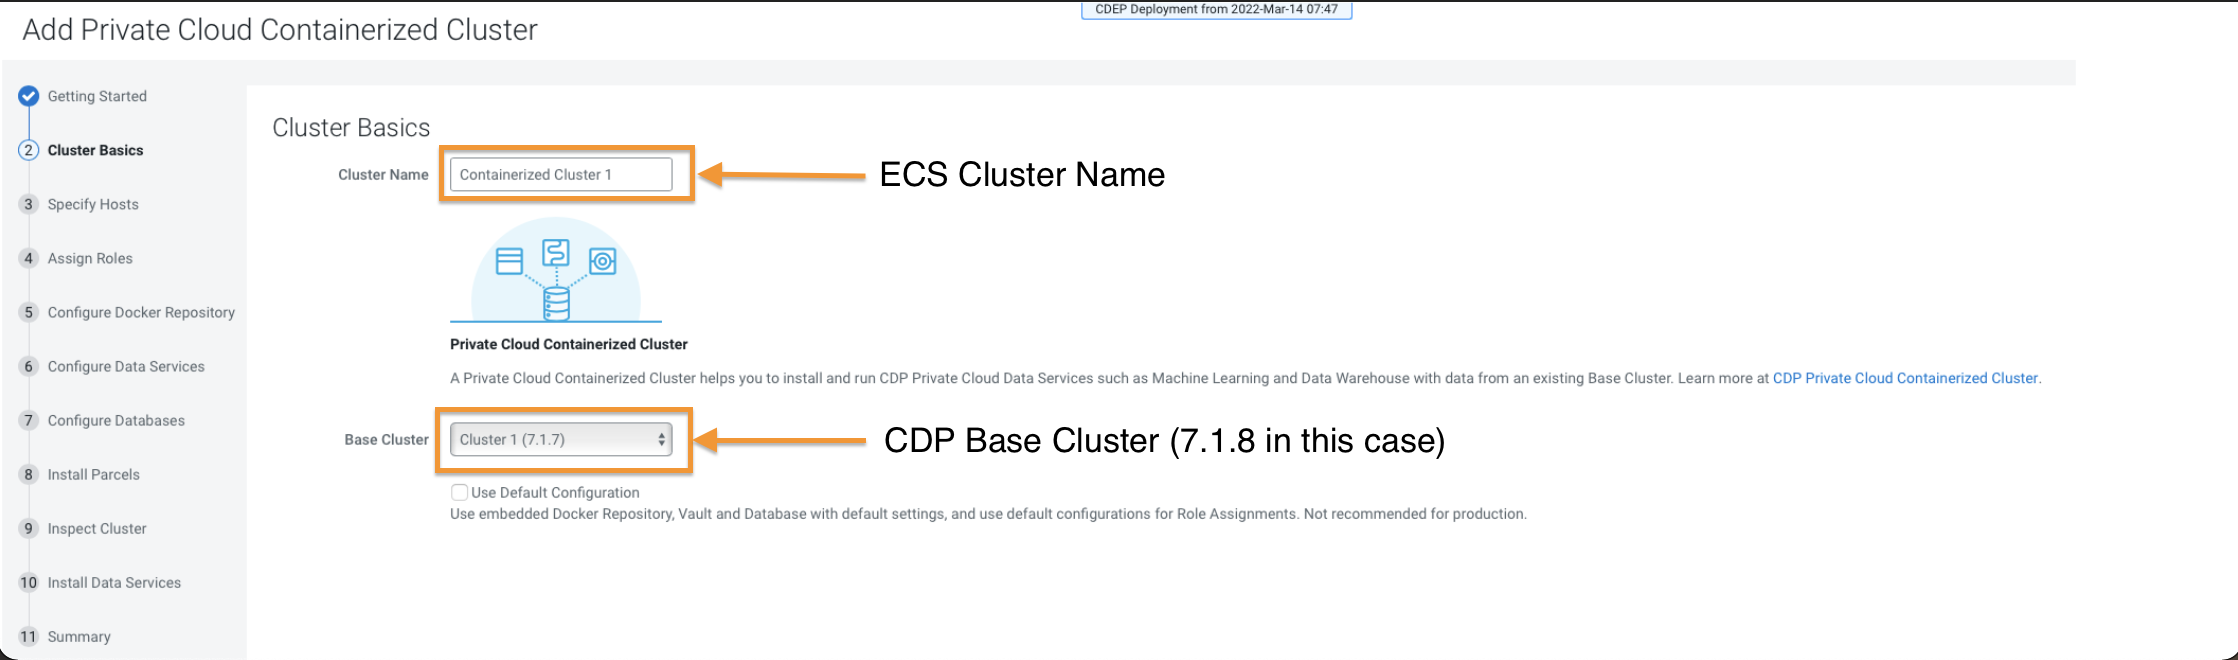 CDEP Deployment from 2022-Mar-14 07:47
Add Private Cloud Containerized Cluster
Getting Started
2 Cluster Basics
3 Specify Hosts
4 Assign Roles
5 Configure Docker Repository
6 Configure Data Services
7 Configure Databases
8 Install Parcels
9 Inspect Cluster
10 Install Data Services
11 Summary
Cluster Basics
Cluster Name Containerized Cluster 1 ECS Cluster Name
Private Cloud Containerized Cluster
A Private Cloud Containerized Cluster helps you to install and run CDP Private Cloud Data Services such as Machine Learning and Data Warehouse with data from an existing Base Cluster. Learn more at CDP Private Cloud Containerized Cluster.
Base Cluster Cluster 1 (7.1.7) CDP Base Cluster (7.1.8 in this case)
Use Default Configuration
Use embedded Docker Repository, Vault and Database with default settings, and use default configurations for Role Assignments. Not recommended for production.